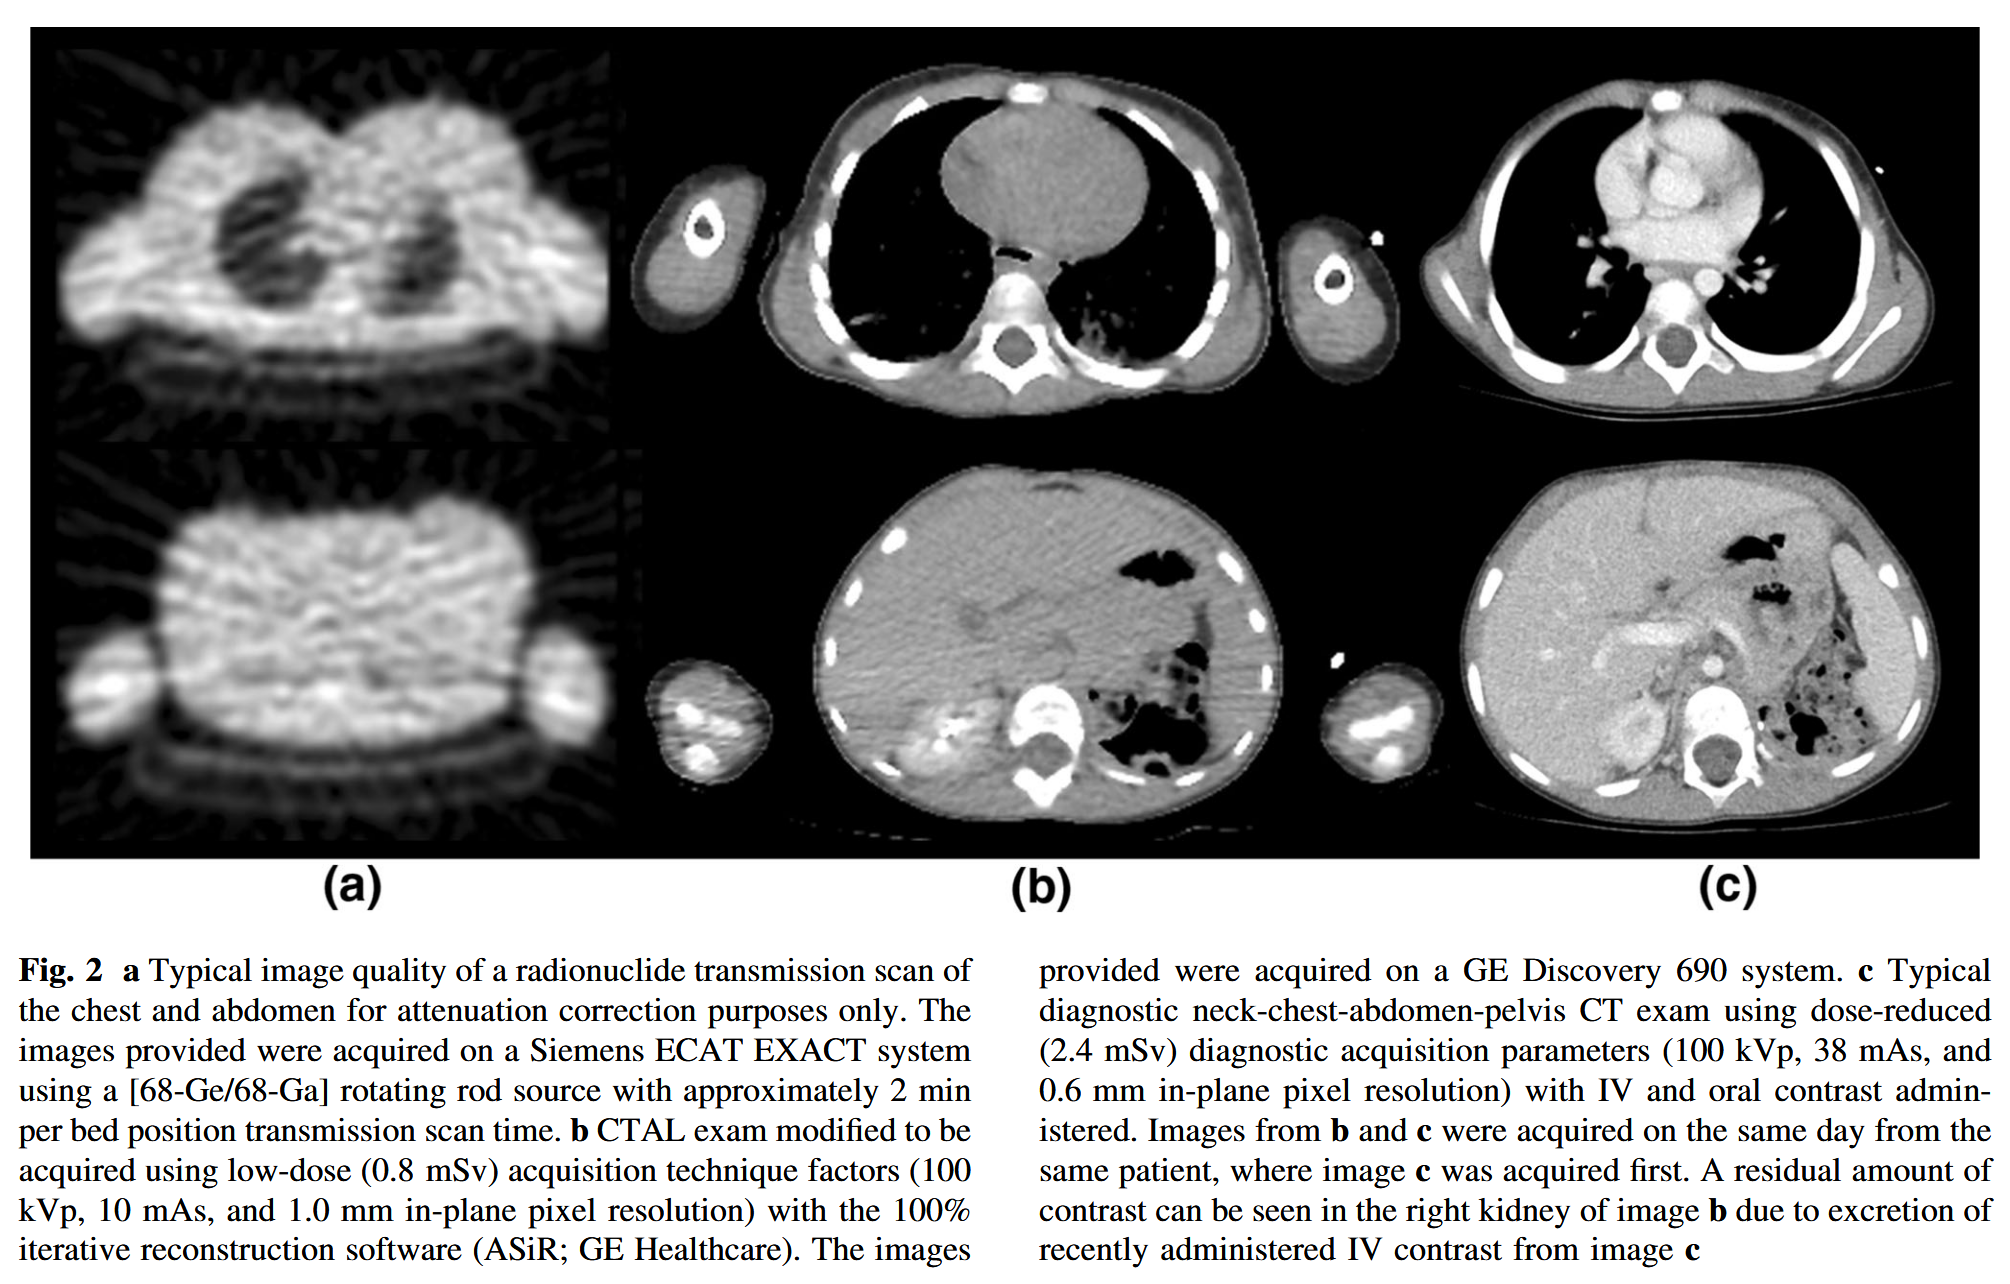 (a)
(b)
(c)
Fig. 2 a Typical image quality of a radionuclide transmission scan of
the chest and abdomen for attenuation correction purposes only. The
images provided were acquired on a Siemens ECAT EXACT system
using a [68-Ge/68-Ga] rotating rod source with approximately 2 min
per bed position transmission scan time. b CTAL exam modified to be
acquired using low-dose (0.8 mSv) acquisition technique factors (100
kVp, 10 mAs, and 1.0 mm in-plane pixel resolution) with the 100%
iterative reconstruction software (ASiR; GE Healthcare). The images
provided were acquired on a GE Discovery 690 system. c Typical
diagnostic neck-chest-abdomen-pelvis CT exam using dose-reduced
(2.4 mSv) diagnostic acquisition parameters (100 kVp, 38 mAs, and
0.6 mm in-plane pixel resolution) with IV and oral contrast admin-
istered. Images from b and c were acquired on the same day from the
same patient, where image c was acquired first. A residual amount of
contrast can be seen in the right kidney of image b due to excretion of
recently administered IV contrast from image c